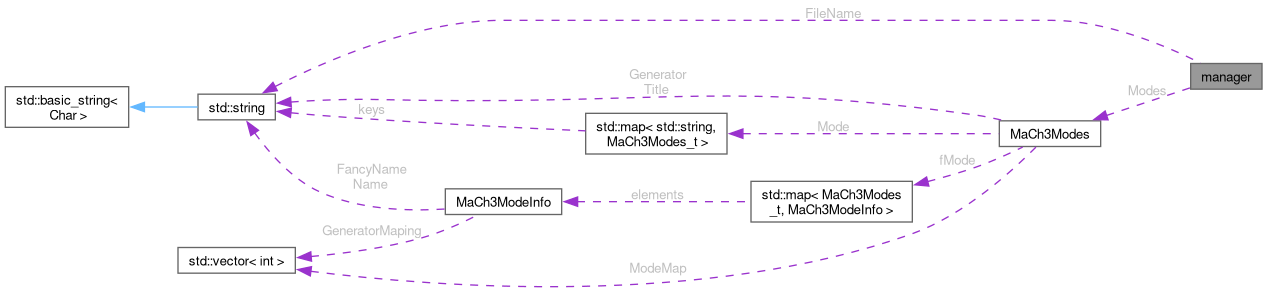 FileName
manager
Generator
Title
Modes
std::basic_string<
Char >
std::string
keys
std::map< std::string,
MaCh3Modes_t >
Mode
MaCh3Modes
FancyName
Name
fMode
MaCh3ModeInfo
elements
std::map< MaCh3Modes
_t, MaCh3ModeInfo >
GeneratorMaping
std::vector< int >
ModeMap